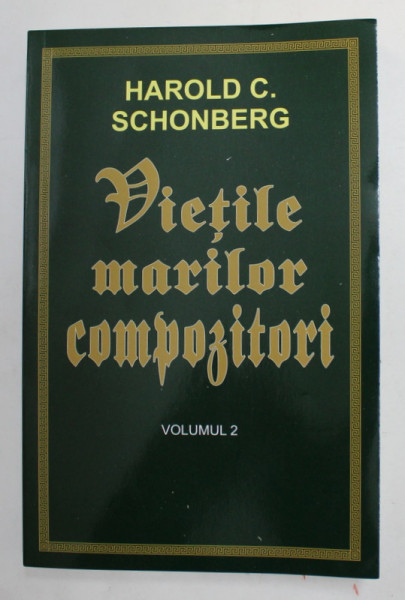 HAROLD C.
SCHONBERG
Viețile
marilor
compozitori
VOLUMUL 2